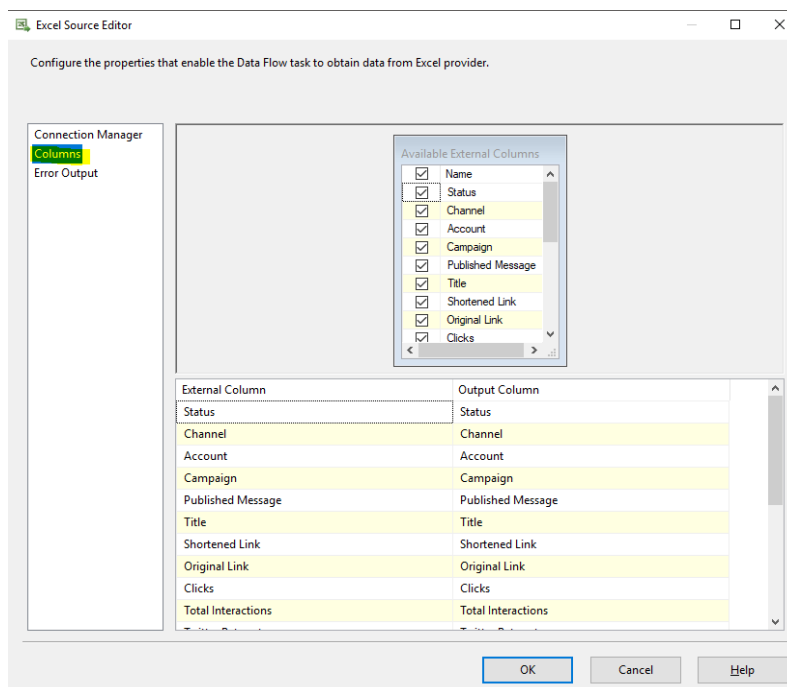 Excel Source Editor
Configure the properties that enable the Data Flow task to obtain data from Excel provider.
Connection Manager
Columns
Error Output
Available External Columns
Name
Status
Channel
Account
Campaign
Published Message
Title
Shortened Link
Original Link
Clicks
External Column Output Column
Status Status
Channel Channel
Account Account
Campaign Campaign
Published Message Published Message
Title Title
Shortened Link Shortened Link
Original Link Original Link
Clicks Clicks
Total Interactions Total Interactions
OK Cancel Help